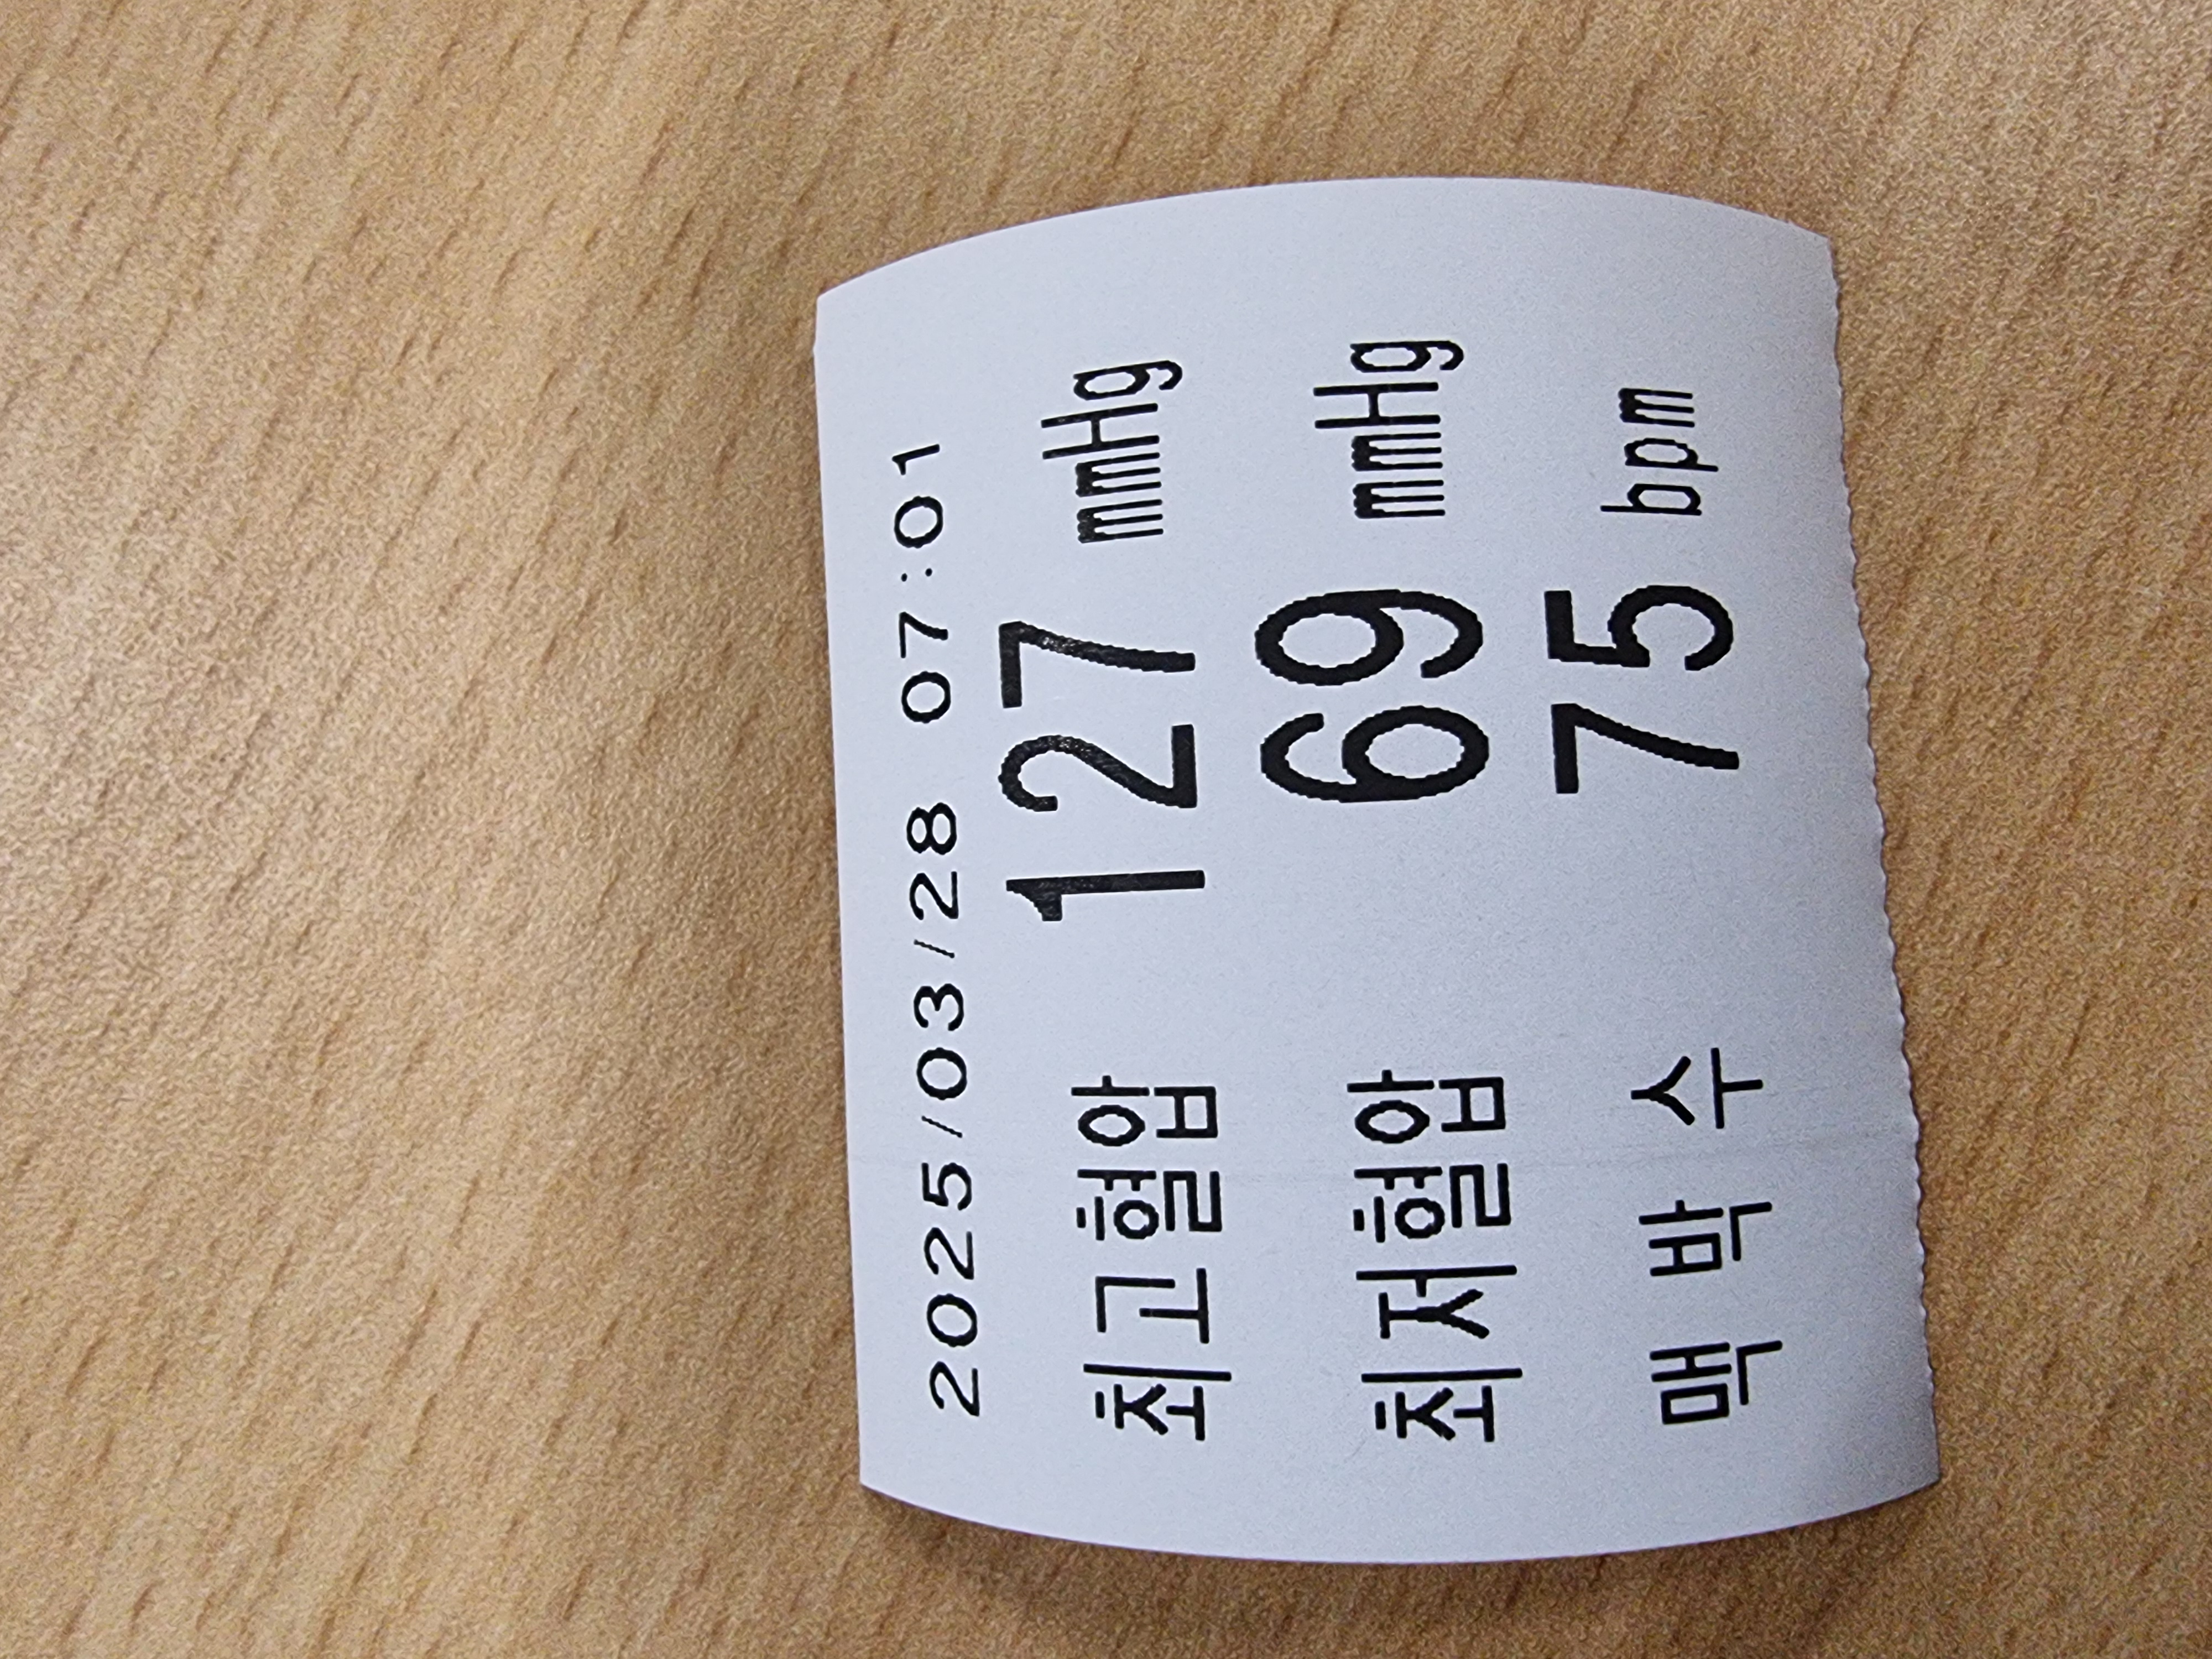 2025/03/28 07:01
최고혈압 127 mmHg
최저혈압 69 mmHg
맥박수 75 bpm